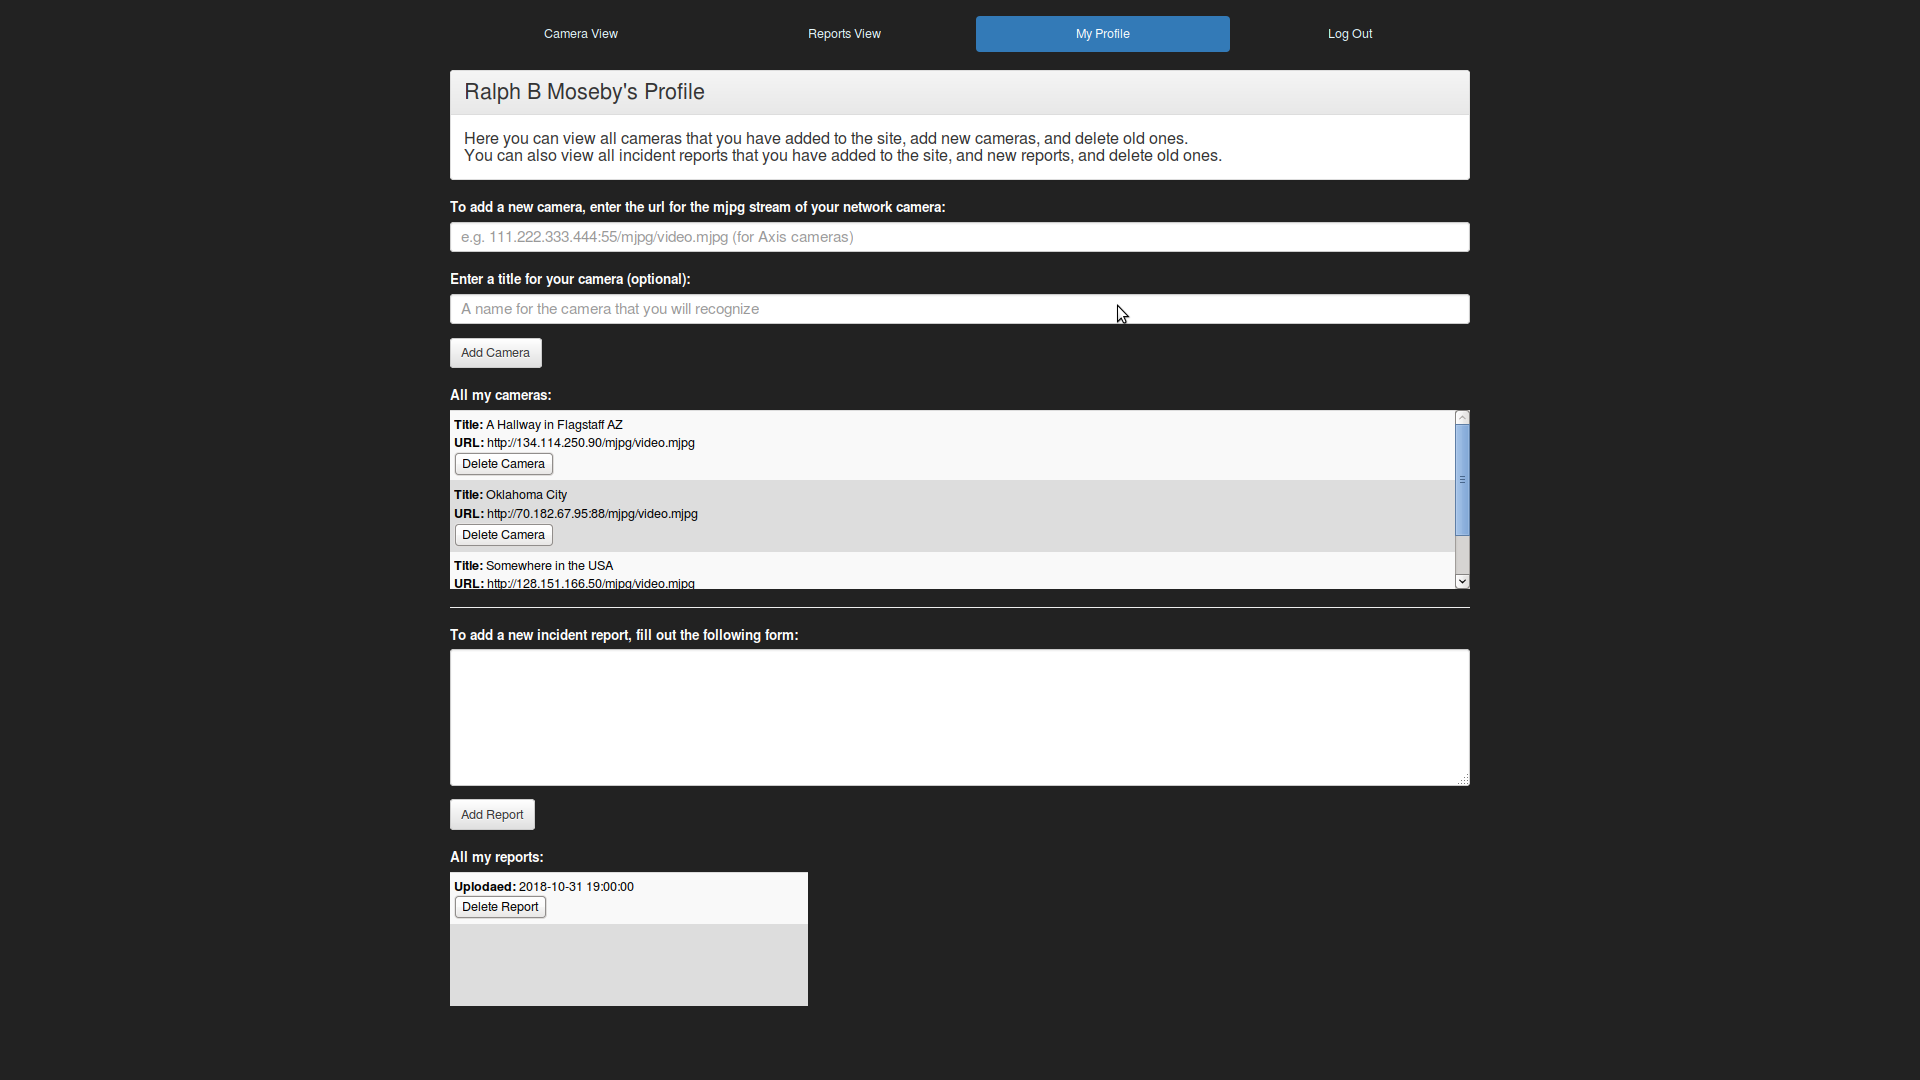 Camera View
Reports View
My Profile
Log Out
Ralph B Moseby's Profile
Here you can view all cameras that you have added to the site, add new cameras, and delete old ones.
You can also view all incident reports that you have added to the site, and new reports, and delete old ones.
To add a new camera, enter the url for the mjpg stream of your network camera:
e.g. 111.222.333.444:55/mjpg/video.mjpg (for Axis cameras)
Enter a title for your camera (optional):
A name for the camera that you will recognize
Add Camera
All my cameras:
Title: A Hallway in Flagstaff AZ
URL: http://134.114.250.90/mjpg/video.mjpg
Delete Camera
Title: Oklahoma City
URL: http://70.182.67.95:88/mjpg/video.mjpg
Delete Camera
Title: Somewhere in the USA
URL: http://128.151.166.50/mjpg/video.mjpg
To add a new incident report, fill out the following form:
Add Report
All my reports:
Uplodaed: 2018-10-31 19:00:00
Delete Report